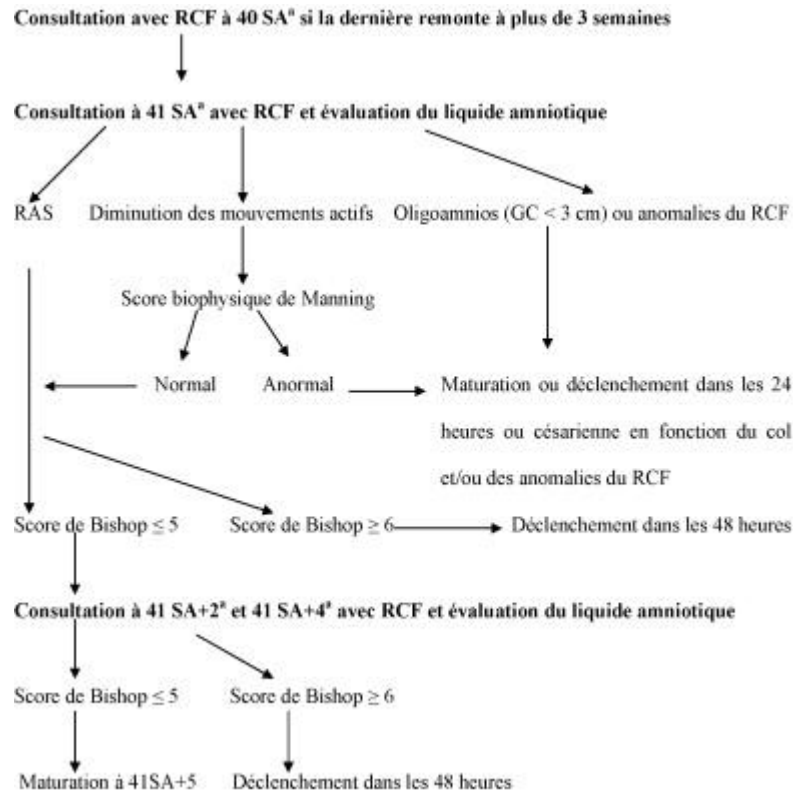 Consultation avec RCF à 40 SAª si la dernière remonte à plus de 3 semaines
Consultation à 41 SAª avec RCF et évaluation du liquide amniotique
RAS Diminution des mouvements actifs Oligoamnios (GC < 3 cm) ou anomalies du RCF
Score biophysique de Manning
Normal Anormal Maturation ou déclenchement dans les 24
heures ou césarienne en fonction du col
et/ou des anomalies du RCF
Score de Bishop ≤ 5 Score de Bishop ≥ 6 Déclenchement dans les 48 heures
Consultation à 41 SA+2ª et 41 SA+4ª avec RCF et évaluation du liquide amniotique
Score de Bishop ≤ 5 Score de Bishop ≥ 6
Maturation à 41SA+5 Déclenchement dans les 48 heures